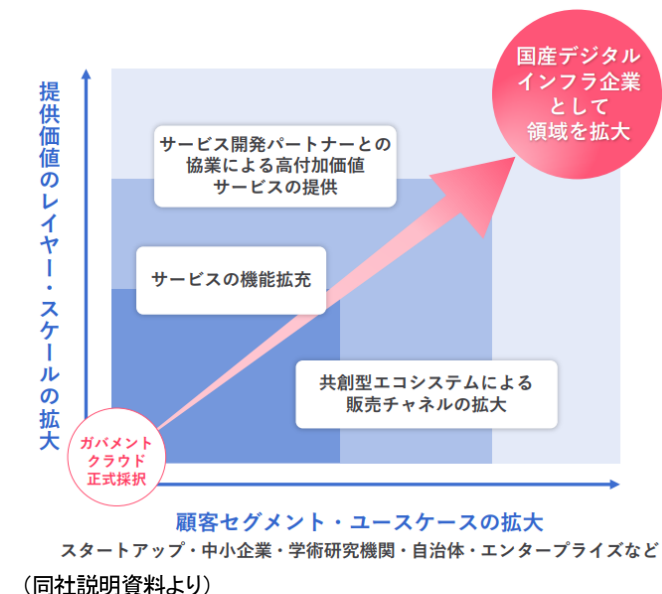 国産デジタル
インフラ企業
として
領域を拡大
提供価値のレイヤー・スケールの拡大
サービス開発パートナーとの
協業による高付加価値
サービスの提供
サービスの機能拡充
共創型エコシステムによる
販売チャネルの拡大
ガバメント
クラウド
正式採択
顧客セグメント・ユースケースの拡大
スタートアップ・中小企業・学術研究機関・自治体・エンタープライズなど
（同社説明資料より）